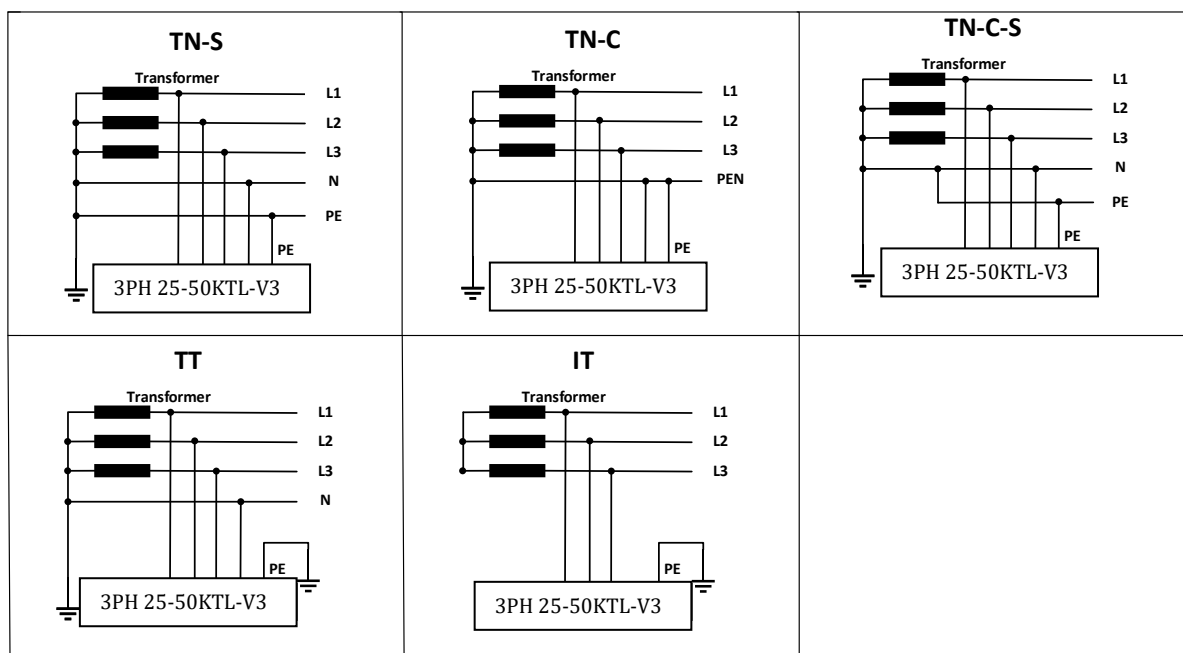 TN-S
Transformer
L1
L2
L3
N
PE
PE
3PH 25-50KTL-V3
TN-C
Transformer
L1
L2
L3
PEN
PE
3PH 25-50KTL-V3
TN-C-S
Transformer
L1
L2
L3
N
PE
PE
3PH 25-50KTL-V3
TT
Transformer
L1
L2
L3
N
PE
3PH 25-50KTL-V3
IT
Transformer
L1
L2
L3
PE
3PH 25-50KTL-V3